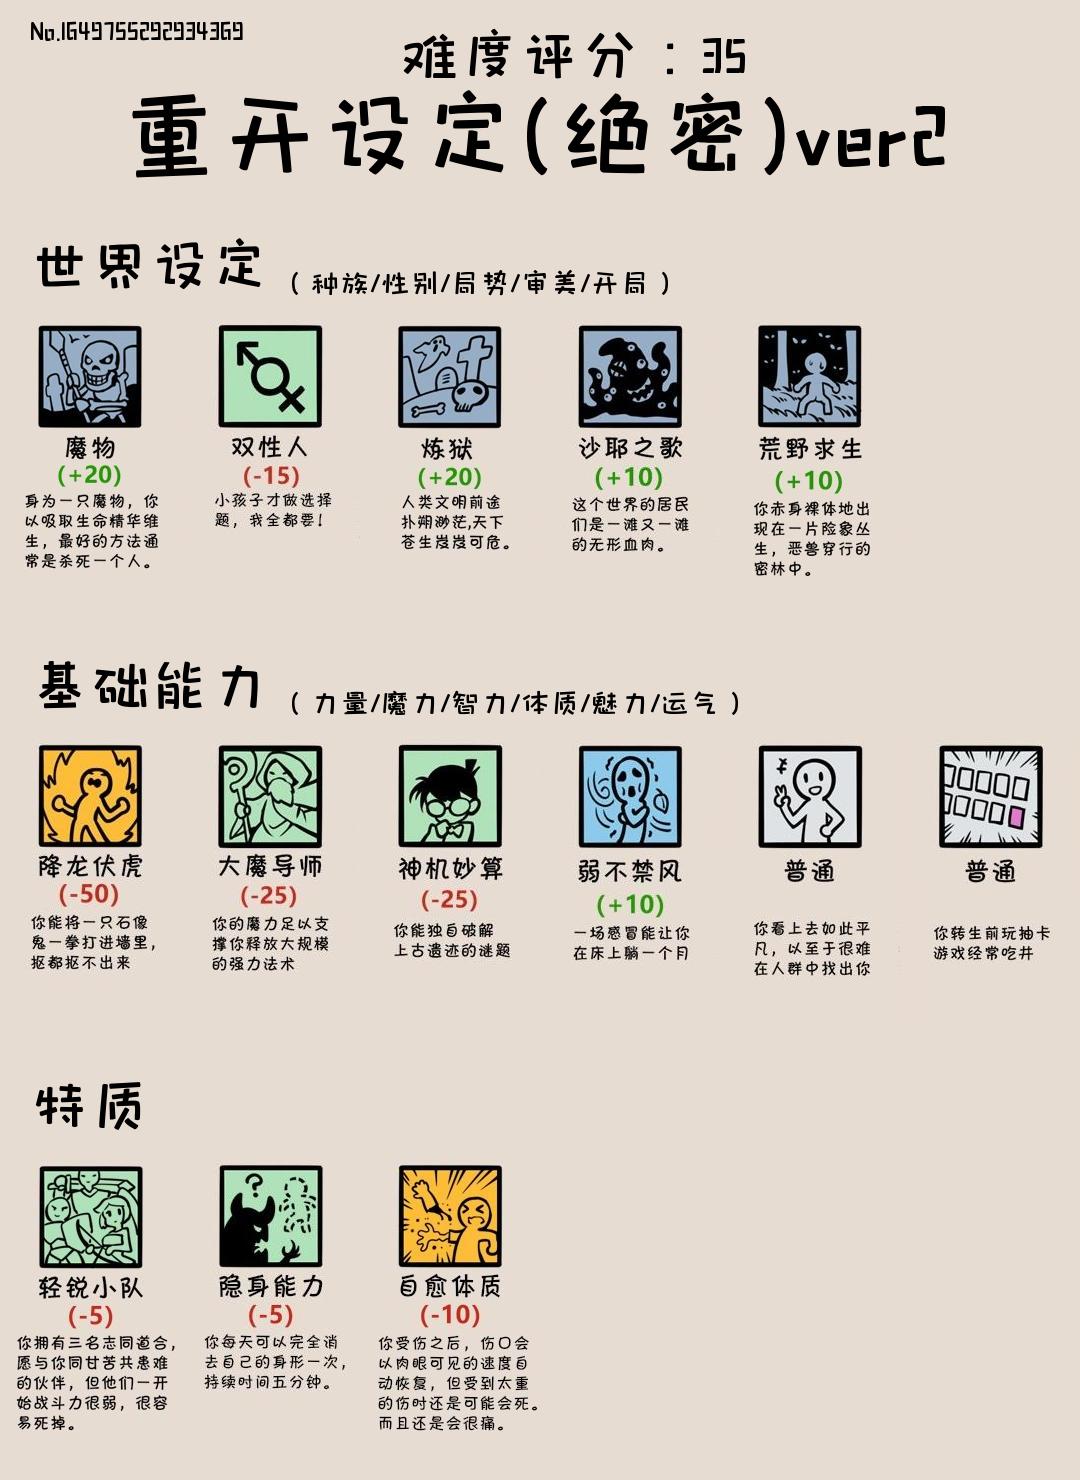 No.1649755292934369
难度评分：35
重开设定(绝密)ver2
世界设定 （ 种族/性别/局势/审美/开局 ）
魔物
(+20)
身为一只魔物，你
以吸取生命精华维
生，最好的方法通
常是杀死一个人。
双性人
(-15)
小孩子才做选择
题，我全都要！
炼狱
(+20)
人类文明前途
扑朔渺茫,天下
苍生岌岌可危。
沙耶之歌
(+10)
这个世界的居民
们是一滩又一滩
的无形血肉。
荒野求生
(+10)
你赤身裸体地出
现在一片险象丛
生，恶兽穿行的
密林中。
基础能力 （ 力量/魔力/智力/体质/魅力/运气 ）
降龙伏虎
(-50)
你能将一只石像
鬼一拳打进墙里，
抠都抠不出来
大魔导师
(-25)
你的魔力足以支
撑你释放大规模
的强力法术
神机妙算
(-25)
你能独自破解
上古遗迹的谜题
弱不禁风
(+10)
一场感冒能让你
在床上躺一个月
普通
你看上去如此平
凡，以至于很难
在人群中找出你
普通
你转生前玩抽卡
游戏经常吃井
特质
轻锐小队
(-5)
你拥有三名志同道合，
愿与你同甘苦共患难
的伙伴，但他们一开
始战斗力很弱，很容
易死掉。
?
隐身能力
(-5)
你每天可以完全消
去自己的身形一次，
持续时间五分钟。
自愈体质
(-10)
你受伤之后，伤口会
以肉眼可见的速度自
动恢复，但受到太重
的伤时还是可能会死。
而且还是会很痛。